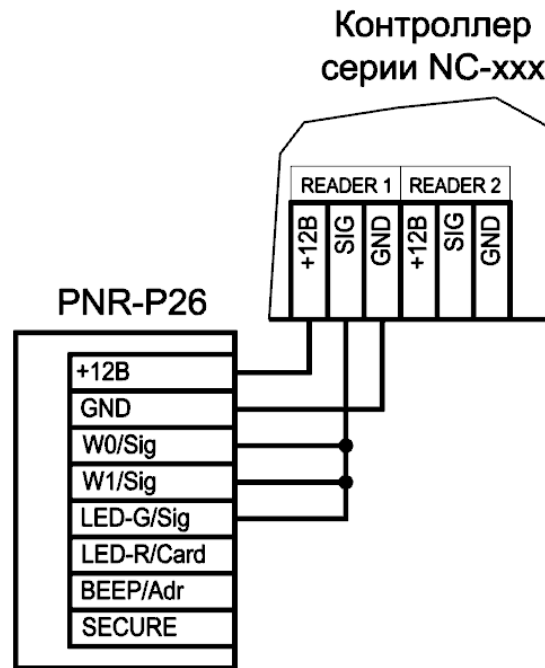 Контроллер
серии NC-xxx
READER 1 READER 2
+12В SIG GND +12В SIG GND
PNR-P26
+12В
GND
W0/Sig
W1/Sig
LED-G/Sig
LED-R/Card
BEEP/Adr
SECURE